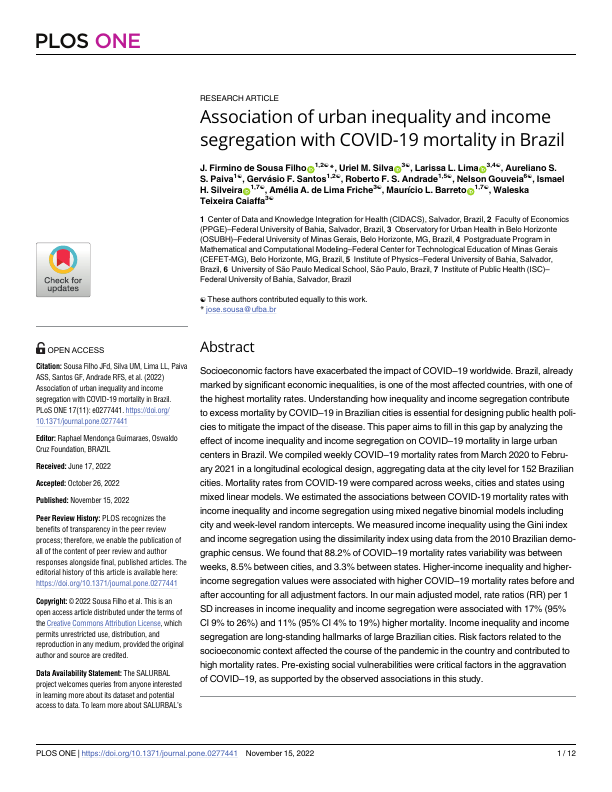 PLOS ONE
RESEARCH ARTICLE
Association of urban inequality and income
segregation with COVID-19 mortality in Brazil
J. Firmino de Sousa Filho1,2☯*, Uriel M. Silva3☯, Larissa L. Lima3,4☯, Aureliano S.
S. Paiva1☯, Gervásio F. Santos1,2☯, Roberto F. S. Andrade1,5☯, Nelson Gouveia6☯, Ismael
H. Silveira1,7☯, Amélia A. de Lima Friche3☯, Maurício L. Barreto1,7☯, Waleska
Teixeira Caiaffa3☯
1 Center of Data and Knowledge Integration for Health (CIDACS), Salvador, Brazil, 2 Faculty of Economics
(PPGE)–Federal University of Bahia, Salvador, Brazil, 3 Observatory for Urban Health in Belo Horizonte
(OSUBH)–Federal University of Minas Gerais, Belo Horizonte, MG, Brazil, 4 Postgraduate Program in
Mathematical and Computational Modeling–Federal Center for Technological Education of Minas Gerais
(CEFET-MG), Belo Horizonte, MG, Brazil, 5 Institute of Physics–Federal University of Bahia, Salvador,
Brazil, 6 University of São Paulo Medical School, São Paulo, Brazil, 7 Institute of Public Health (ISC)–
Federal University of Bahia, Salvador, Brazil
☯ These authors contributed equally to this work.
* jose.sousa@ufba.br
Check for
updates
OPEN ACCESS
Citation: Sousa Filho JFd, Silva UM, Lima LL, Paiva
ASS, Santos GF, Andrade RFS, et al. (2022)
Association of urban inequality and income
segregation with COVID-19 mortality in Brazil.
PLoS ONE 17(11): e0277441. https://doi.org/
10.1371/journal.pone.0277441
Editor: Raphael Mendonça Guimaraes, Oswaldo
Cruz Foundation, BRAZIL
Received: June 17, 2022
Accepted: October 26, 2022
Published: November 15, 2022
Peer Review History: PLOS recognizes the
benefits of transparency in the peer review
process; therefore, we enable the publication of
all of the content of peer review and author
responses alongside final, published articles. The
editorial history of this article is available here:
https://doi.org/10.1371/journal.pone.0277441
Copyright: © 2022 Sousa Filho et al. This is an
open access article distributed under the terms of
the Creative Commons Attribution License, which
permits unrestricted use, distribution, and
reproduction in any medium, provided the original
author and source are credited.
Data Availability Statement: The SALURBAL
project welcomes queries from anyone interested
in learning more about its dataset and potential
access to data. To learn more about SALURBAL's
Abstract
Socioeconomic factors have exacerbated the impact of COVID–19 worldwide. Brazil, already
marked by significant economic inequalities, is one of the most affected countries, with one of
the highest mortality rates. Understanding how inequality and income segregation contribute
to excess mortality by COVID–19 in Brazilian cities is essential for designing public health poli-
cies to mitigate the impact of the disease. This paper aims to fill in this gap by analyzing the
effect of income inequality and income segregation on COVID–19 mortality in large urban
centers in Brazil. We compiled weekly COVID–19 mortality rates from March 2020 to Febru-
ary 2021 in a longitudinal ecological design, aggregating data at the city level for 152 Brazilian
cities. Mortality rates from COVID-19 were compared across weeks, cities and states using
mixed linear models. We estimated the associations between COVID-19 mortality rates with
income inequality and income segregation using mixed negative binomial models including
city and week-level random intercepts. We measured income inequality using the Gini index
and income segregation using the dissimilarity index using data from the 2010 Brazilian demo-
graphic census. We found that 88.2% of COVID-19 mortality rates variability was between
weeks, 8.5% between cities, and 3.3% between states. Higher-income inequality and higher-
income segregation values were associated with higher COVID-19 mortality rates before and
after accounting for all adjustment factors. In our main adjusted model, rate ratios (RR) per 1
SD increases in income inequality and income segregation were associated with 17% (95%
CI 9% to 26%) and 11% (95% CI 4% to 19%) higher mortality. Income inequality and income
segregation are long-standing hallmarks of large Brazilian cities. Risk factors related to the
socioeconomic context affected the course of the pandemic in the country and contributed to
high mortality rates. Pre-existing social vulnerabilities were critical factors in the aggravation
of COVID–19, as supported by the observed associations in this study.
PLOS ONE | https://doi.org/10.1371/journal.pone.0277441 November 15, 2022
1 / 12